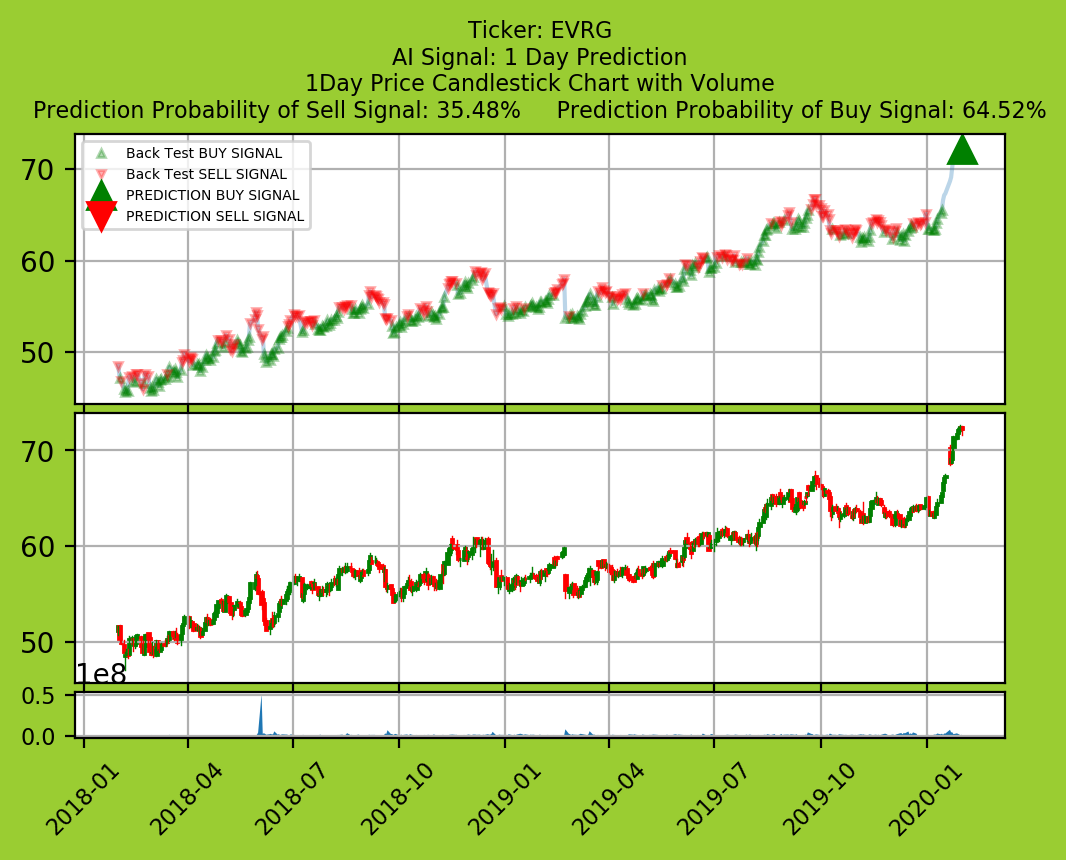 Ticker: EVRG
AI Signal: 1 Day Prediction
1Day Price Candlestick Chart with Volume
Prediction Probability of Sell Signal: 35.48%     Prediction Probability of Buy Signal: 64.52%
Back Test BUY SIGNAL
Back Test SELL SIGNAL
PREDICTION BUY SIGNAL
PREDICTION SELL SIGNAL
70
60
50
70
60
50
1e8
0.5
0.0
2018-01
2018-04
2018-07
2018-10
2019-01
2019-04
2019-07
2019-10
2020-01